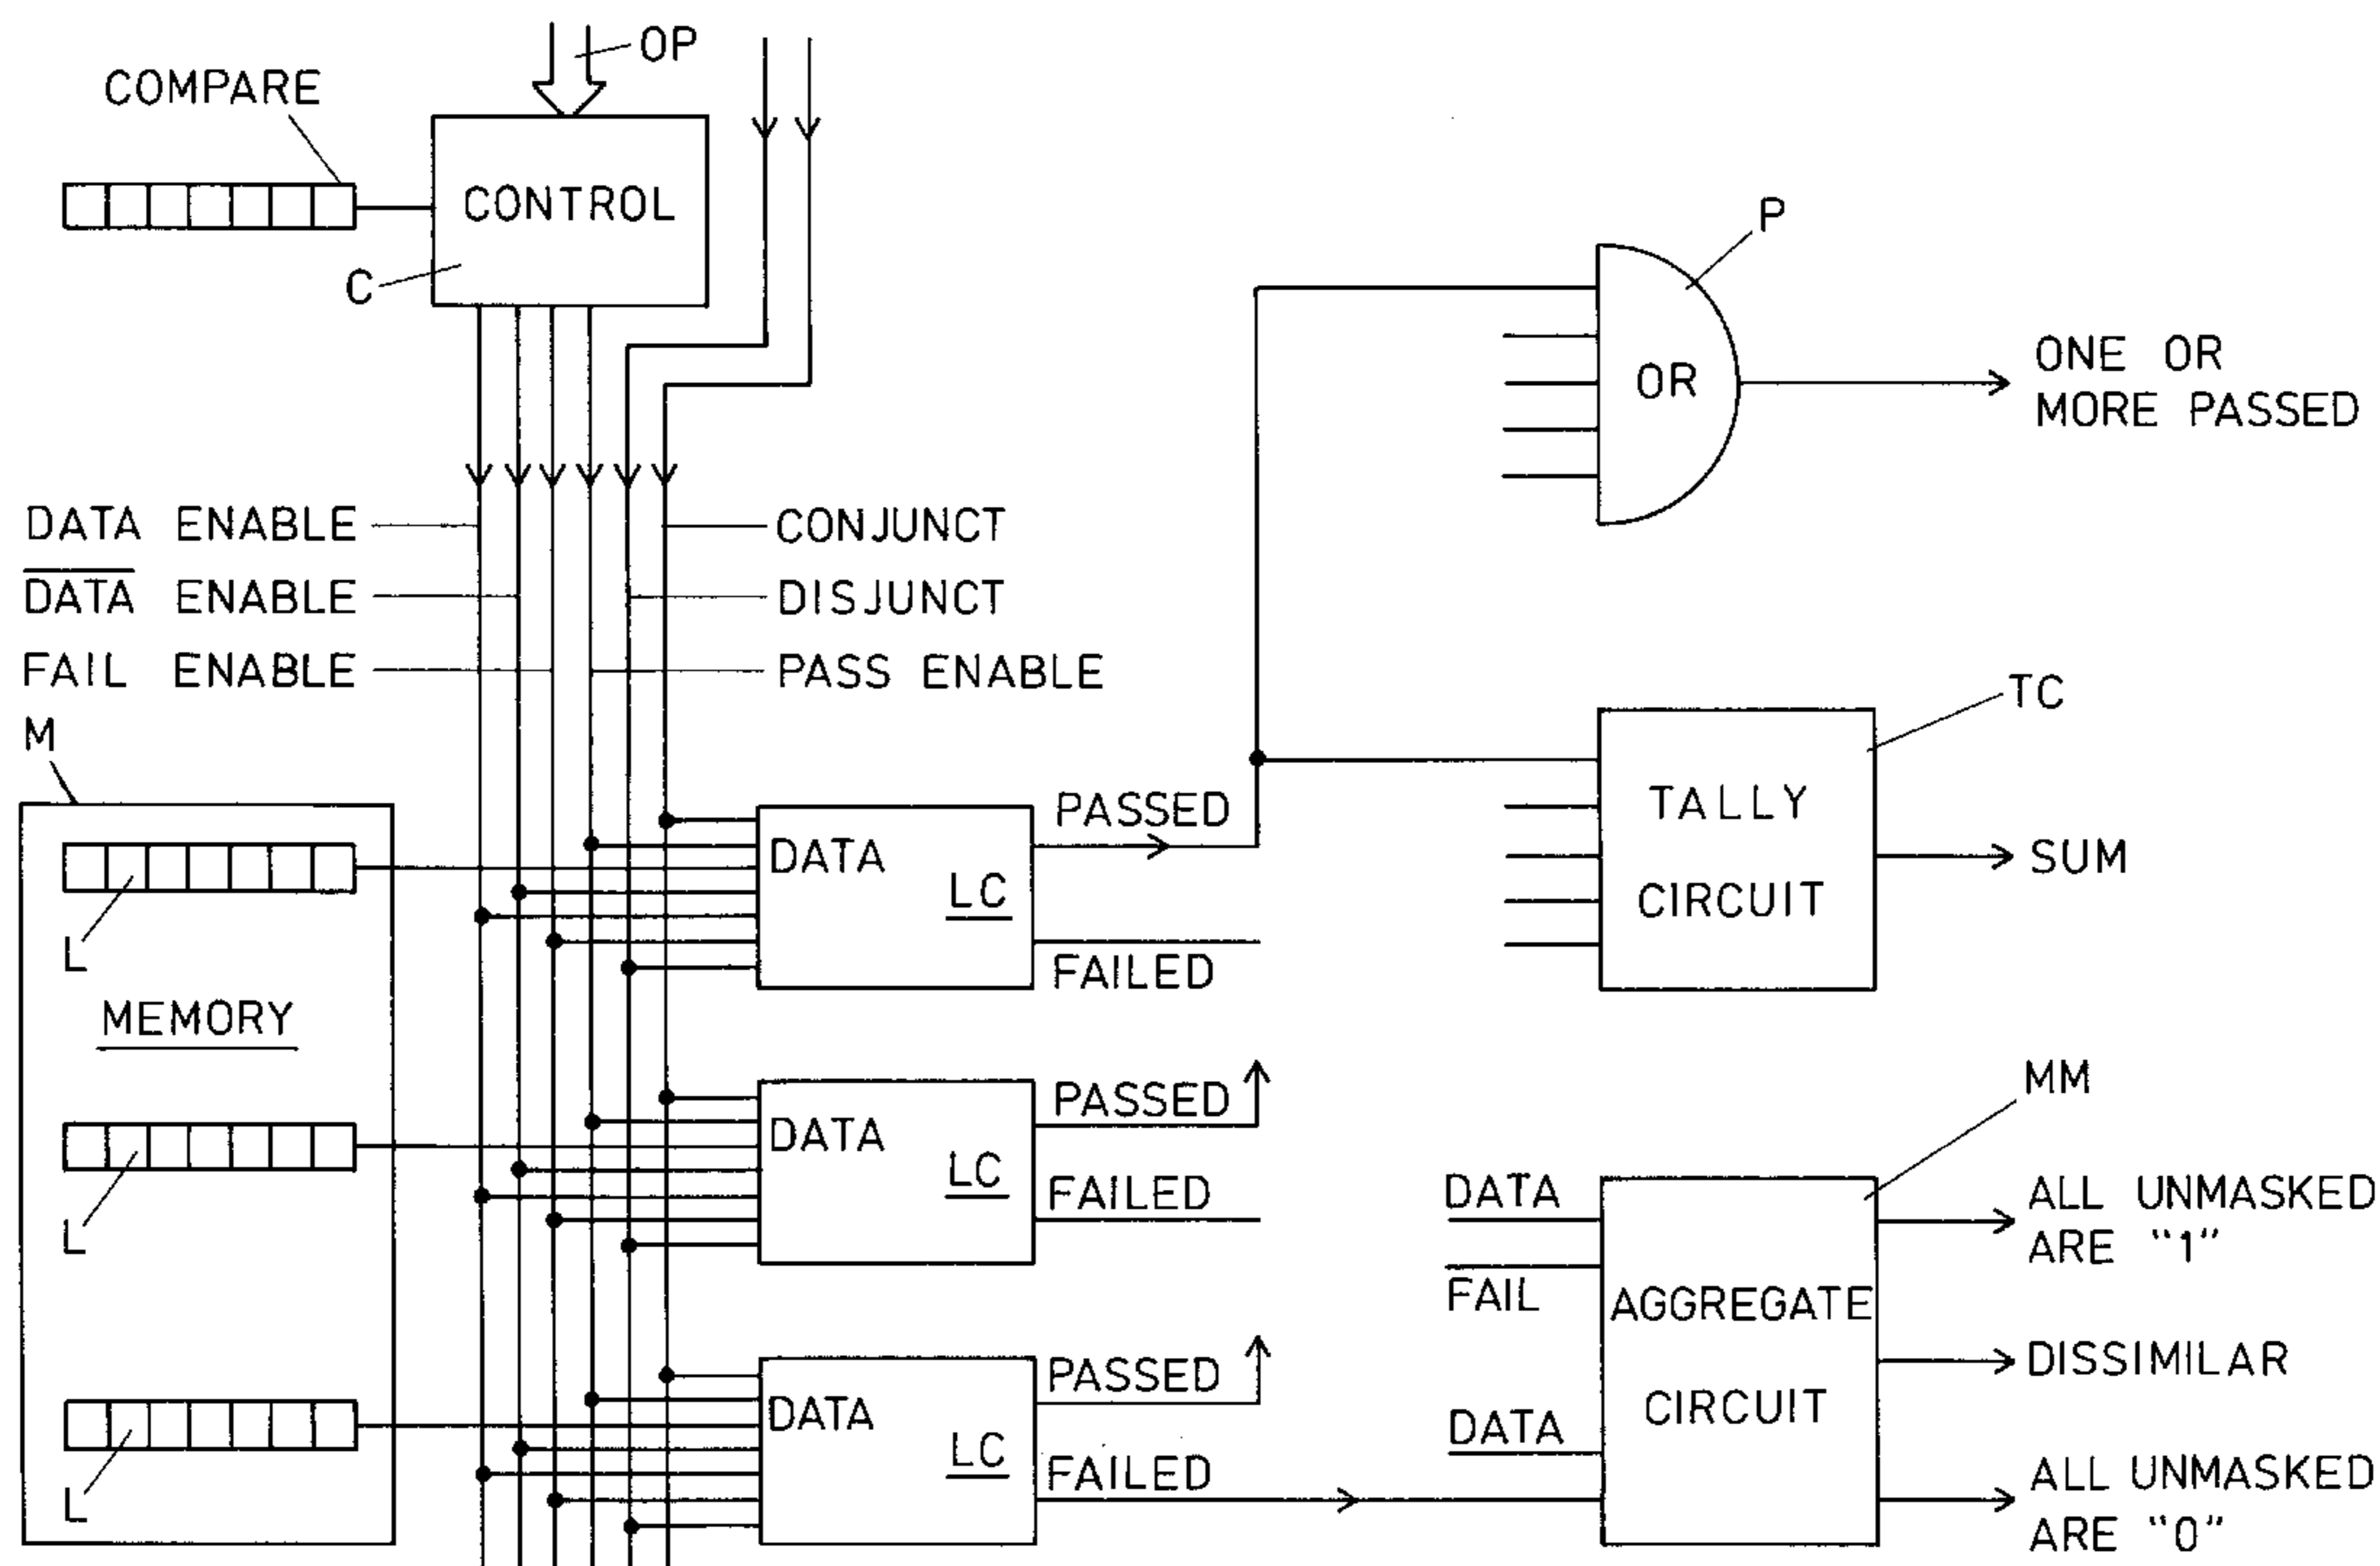 OP
COMPARE
CONTROL
C
P
OR
ONE OR
MORE PASSED
DATA ENABLE
CONJUNCT
D̅A̅T̅A̅ ENABLE
DISJUNCT
FAIL ENABLE
PASS ENABLE
TC
M
TALLY
CIRCUIT
SUM
PASSED
DATA
LC
L
FAILED
MEMORY
MM
PASSED
DATA
LC
L
FAILED
DATA
FAIL
AGGREGATE
CIRCUIT
ALL UNMASKED
ARE "1"
DISSIMILAR
PASSED
DATA
LC
L
FAILED
DATA
ALL UNMASKED
ARE "0"